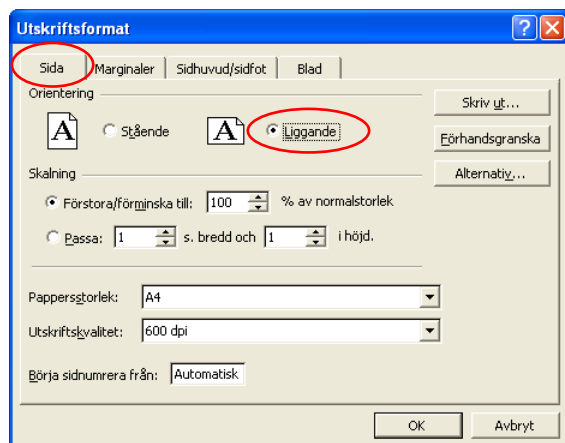 Utskriftsformat
Sida Marginaler Sidhuvud/sidfot Blad
Orientering
A Stående A Liggande
Skriv ut...
Förhandsgranska
Skalning
Alternativ...
Förstora/förminska till: 100 % av normalstorlek
Passa: 1 s. bredd och 1 i höjd.
Pappersstorlek: A4
Utskriftskvalitet: 600 dpi
Börja sidnumrera från: Automatisk
OK Avbryt